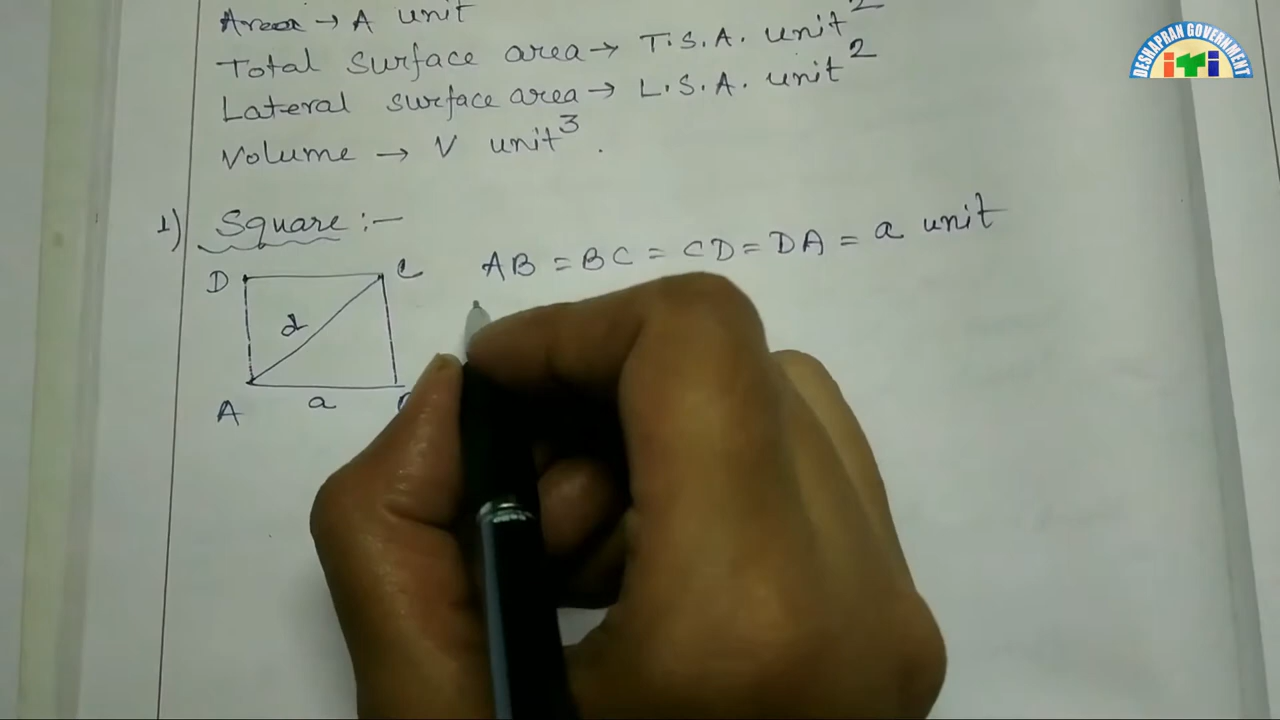 Area → A unit
Total surface area → T.S.A. unit²
Lateral surface area → L.S.A. unit²
Volume → V unit³.
1) Square :-
AB = BC = CD = DA = a unit
D C
d
A a
DESHAPRAN GOVERNMENT
iTi